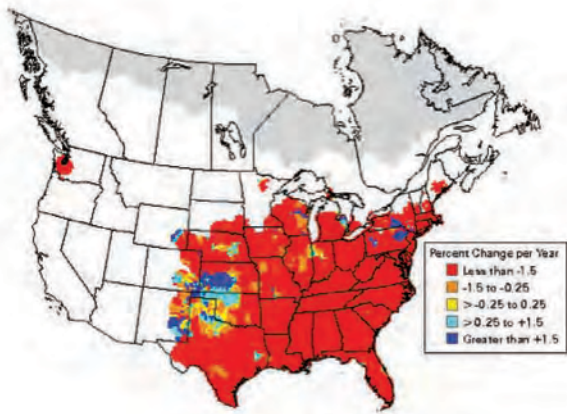 Percent Change per Year
Less than -1.5
-1.5 to -0.25
>-0.25 to 0.25
>0.25 to +1.5
Greater than +1.5